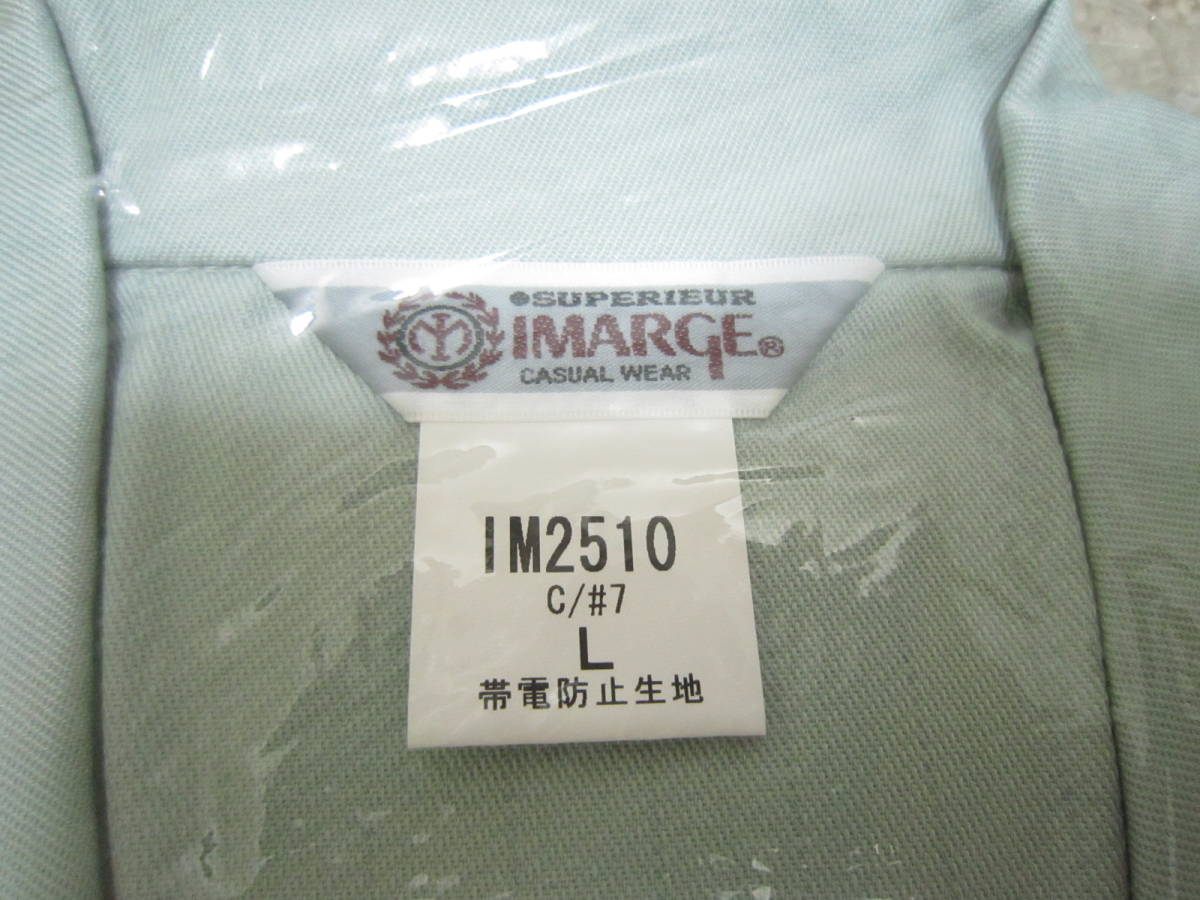 ●SUPERIEUR
IMARGE®
CASUAL WEAR
IM2510
C/#7
L
帯電防止生地